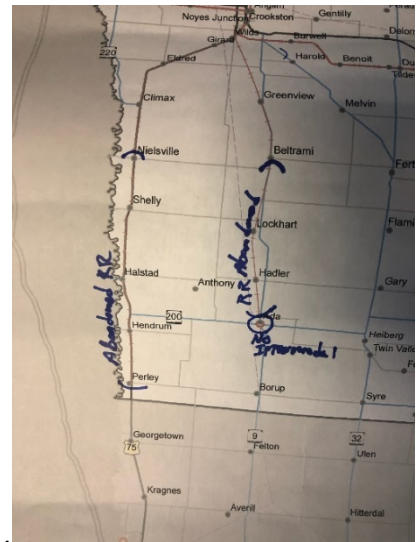 Noyes Junction
Crookston
Gentilly
Girard
Burwell
220
Eldred
Harold
Benoit
Climax
Greenview
Melvin
Nielsville
Beltrami
Shelly
Lockhart
Abandoned RR
RR Abandoned
Halstad
Anthony
Hadler
Gary
200
Hendrum
No
Heiberg
Intermodal
Twin Vall
Perley
Borup
Syre
Georgetown
75
9
32
Felton
Ulen
Kragnes
Averill
Hitterdal